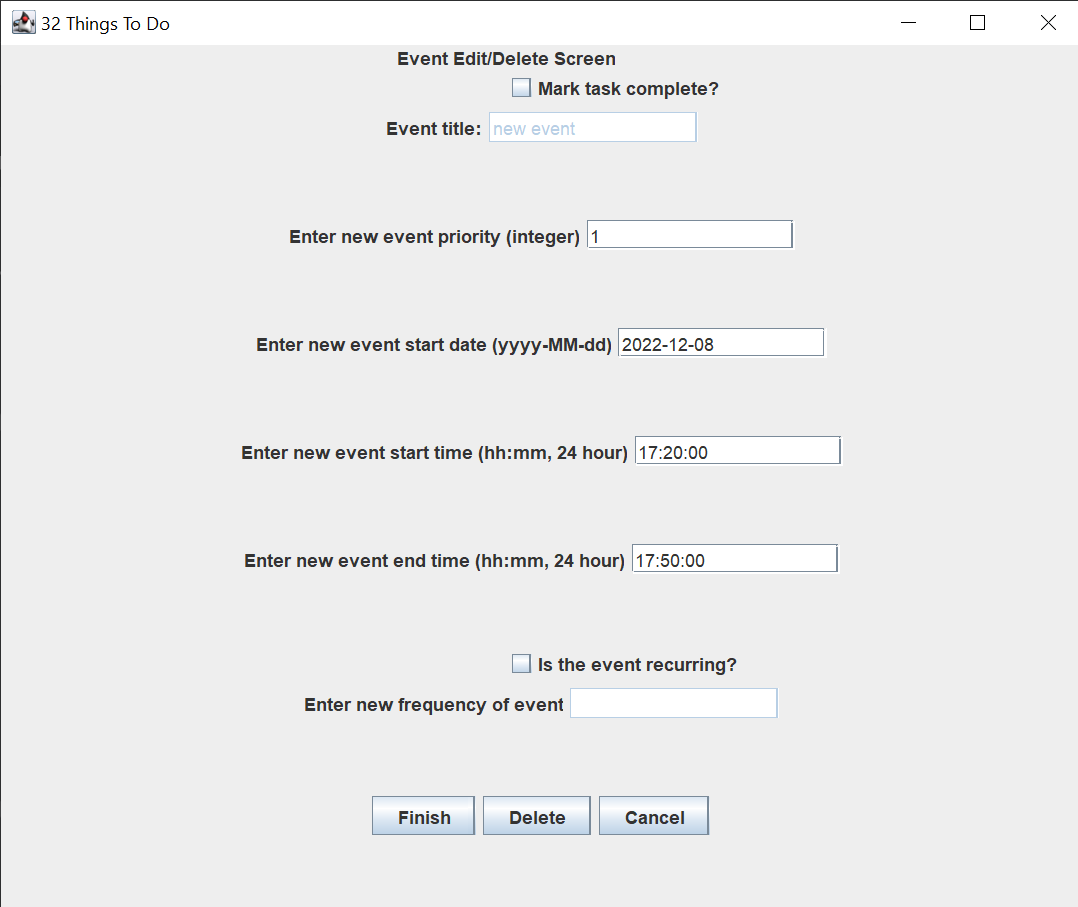 32 Things To Do
Event Edit/Delete Screen
Mark task complete?
Event title: new event
Enter new event priority (integer) 1
Enter new event start date (yyyy-MM-dd) 2022-12-08
Enter new event start time (hh:mm, 24 hour) 17:20:00
Enter new event end time (hh:mm, 24 hour) 17:50:00
Is the event recurring?
Enter new frequency of event
Finish Delete Cancel